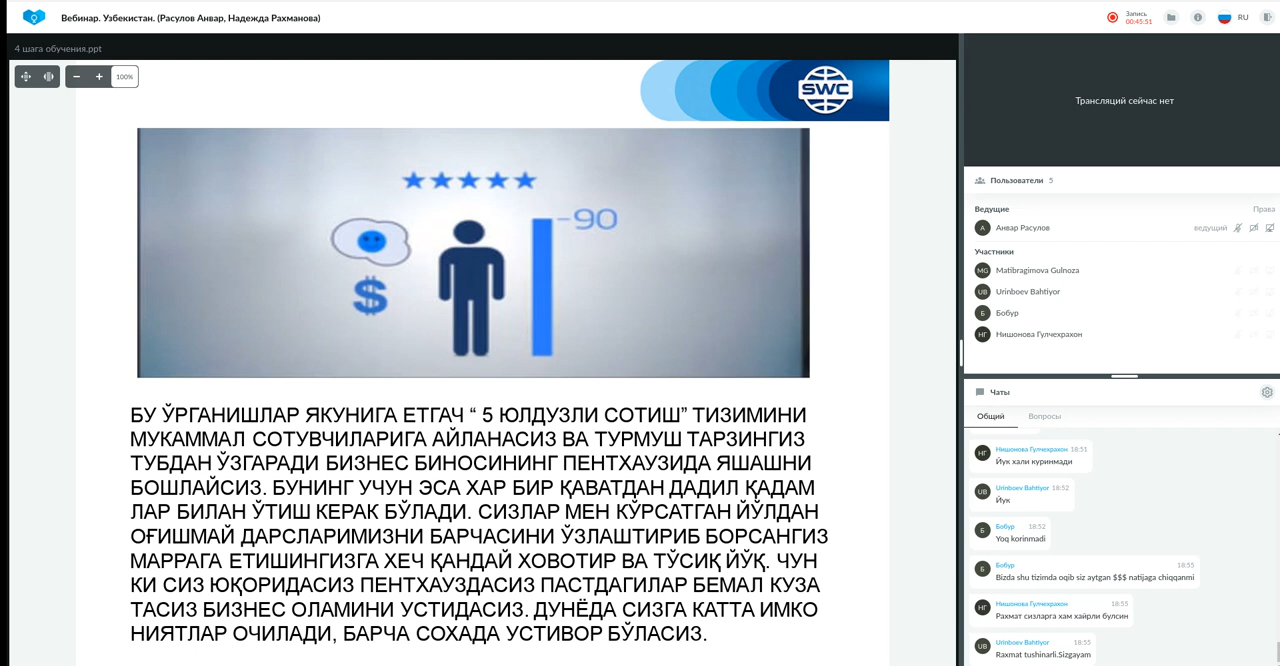 Вебинар. Узбекистан. (Расулов Анвар, Надежда Рахманова)
Запись
00:45:51
RU
4 шага обучения.ppt
100%
SWC
-90
$
БУ ЎРГАНИШЛАР ЯКУНИГА ЕТГАЧ “ 5 ЮЛДУЗЛИ СОТИШ” ТИЗИМИНИ
МУКАММАЛ СОТУВЧИЛАРИГА АЙЛАНАСИЗ ВА ТУРМУШ ТАРЗИНГИЗ
ТУБДАН ЎЗГАРАДИ БИЗНЕС БИНОСИНИНГ ПЕНТХАУЗИДА ЯШАШНИ
БОШЛАЙСИЗ. БУНИНГ УЧУН ЭСА ХАР БИР ҚАВАТДАН ДАДИЛ ҚАДАМ
ЛАР БИЛАН ЎТИШ КЕРАК БЎЛАДИ. СИЗЛАР МЕН КЎРСАТГАН ЙЎЛДАН
ОҒИШМАЙ ДАРСЛАРИМИЗНИ БАРЧАСИНИ ЎЗЛАШТИРИБ БОРСАНГИЗ
МАРРАГА ЕТИШИНГИЗГА ХЕЧ ҚАНДАЙ ХОВОТИР ВА ТЎСИҚ ЙЎҚ. ЧУН
КИ СИЗ ЮҚОРИДАСИЗ ПЕНТХАУЗДАСИЗ ПАСТДАГИЛАР БЕМАЛ КУЗА
ТАСИЗ БИЗНЕС ОЛАМИНИ УСТИДАСИЗ. ДУНЁДА СИЗГА КАТТА ИМКО
НИЯТЛАР ОЧИЛАДИ, БАРЧА СОХАДА УСТИВОР БЎЛАСИЗ.
Трансляций сейчас нет
Пользователи 5
Ведущие Права
А Анвар Расулов ведущий
Участники
MG Matibragimova Gulnoza
UB Urinboev Bahtiyor
Б Бобур
НГ Нишонова Гулчехрахон
Чаты
Общий Вопросы
НГ Нишонова Гулчехрахон 18:51
Йук хали куринмади
UB Urinboev Bahtiyor 18:52
Йук
Б Бобур 18:52
Yoq korinmadi
Б Бобур 18:55
Bizda shu tizimda oqib siz aytgan $$$ natijaga chiqqanmi
НГ Нишонова Гулчехрахон 18:55
Рахмат сизларга хам хайрли булсин
UB Urinboev Bahtiyor 18:55
Raxmat tushinarli.Sizgayam